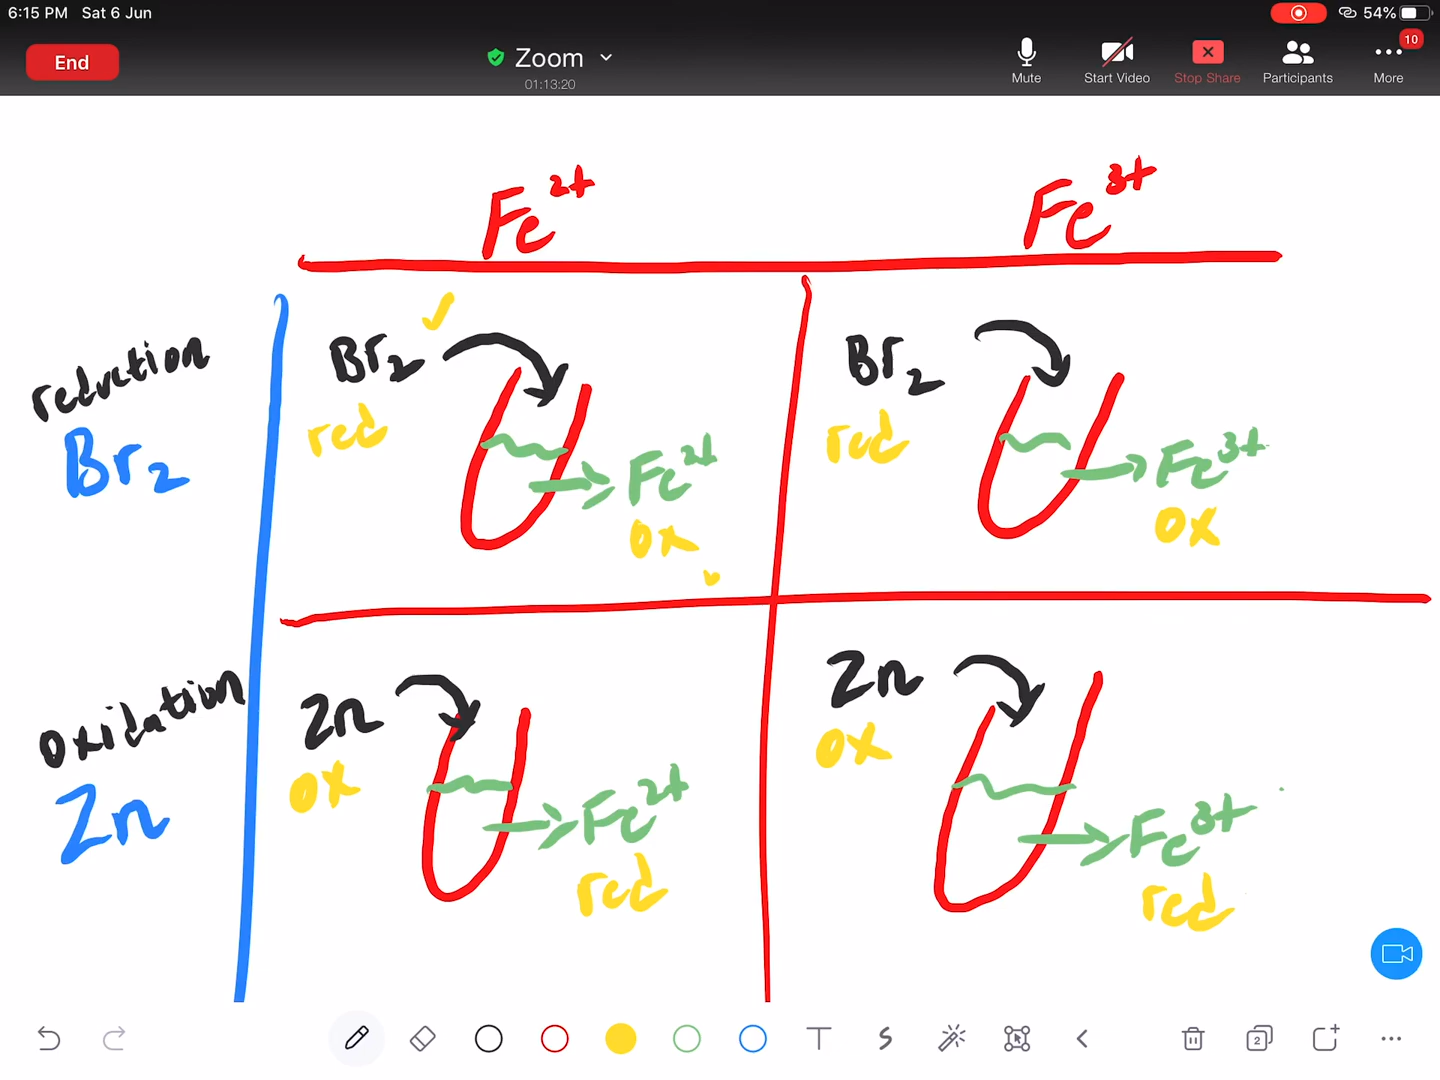 6:15 PM Sat 6 Jun
54%
End
Zoom
01:13:20
Mute
Start Video
Stop Share
Participants
More
10
Fe2+
Fe3+
reduction
Br2
Br2
red
Fe2+
ox
Br2
red
Fe3+
ox
oxidation
Zn
Zn
ox
Fe2+
red
Zn
ox
Fe3+
red
T
2